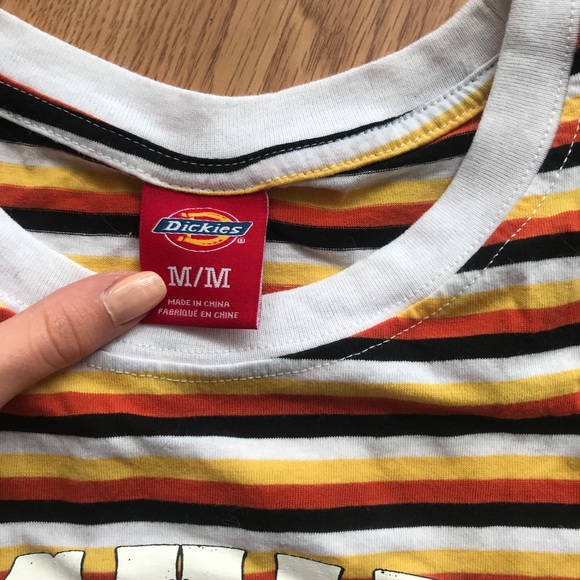 Dickies
M/M
MADE IN CHINA
FABRIQUÉ EN CHINE